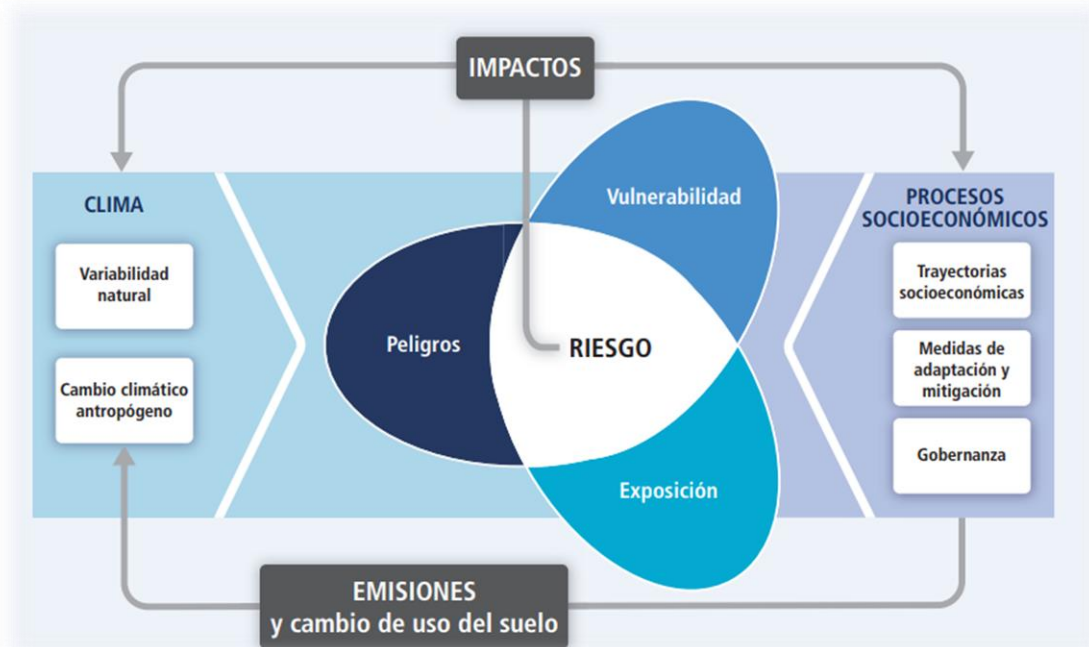 IMPACTOS
CLIMA
Variabilidad
natural
Cambio climático
antropógeno
Vulnerabilidad
Peligros
RIESGO
Exposición
PROCESOS
SOCIOECONÓMICOS
Trayectorias
socioeconómicas
Medidas de
adaptación y
mitigación
Gobernanza
EMISIONES
y cambio de uso del suelo